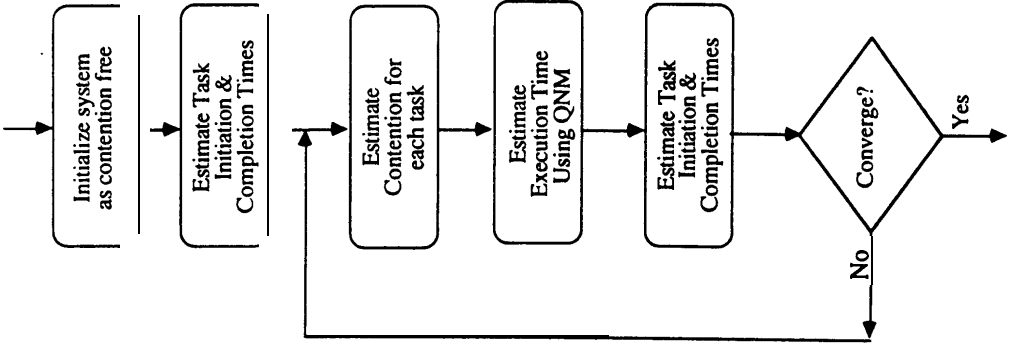 Initialize system
as contention free
Estimate Task
Initiation &
Completion Times
Estimate
Contention for
each task
Estimate
Execution Time
Using QNM
Estimate Task
Initiation &
Completion Times
Converge?
No
Yes